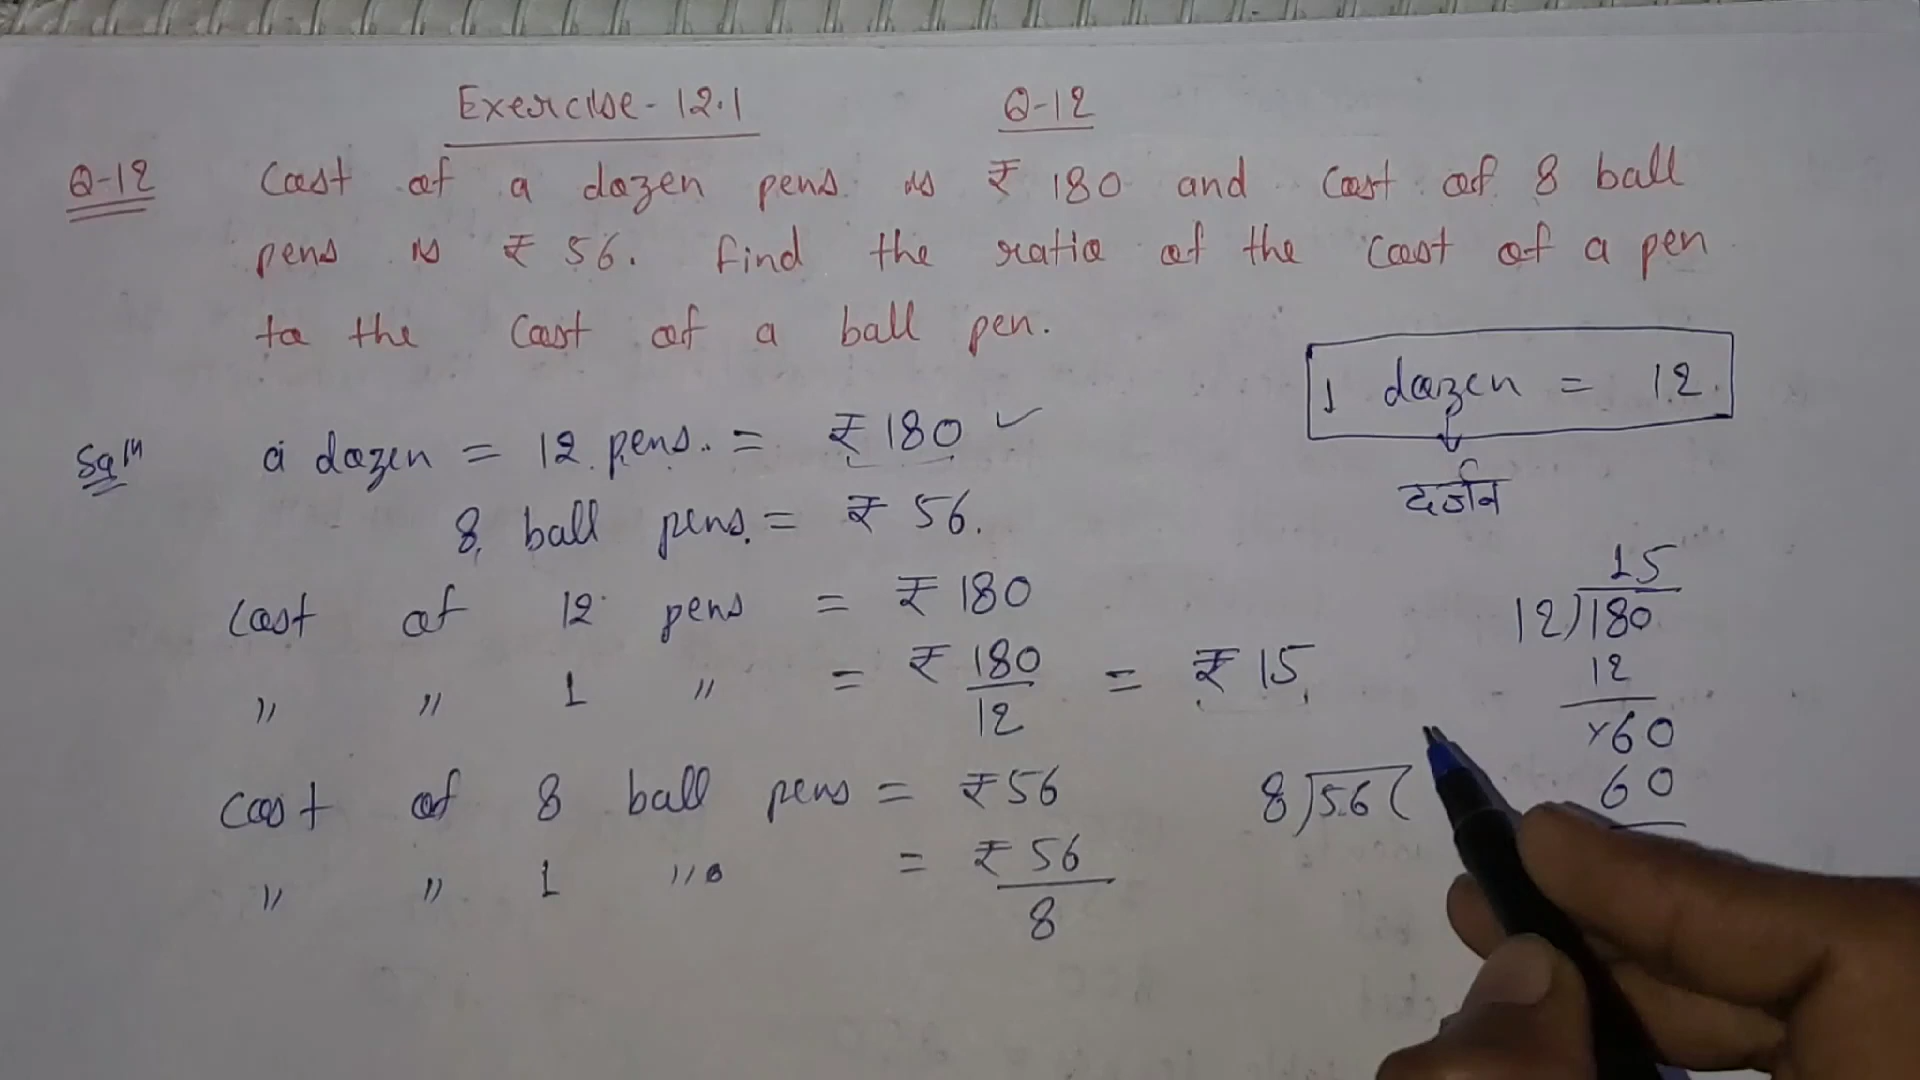 Exercise-12.1 Q-12
Q-12 Cost of a dozen pens is ₹ 180 and cost of 8 ball
pens is ₹ 56. find the ratio of the cost of a pen
to the cost of a ball pen.
1 dozen = 12.
दर्जन
Solⁿ a dozen = 12 pens. = ₹ 180 ✓
8 ball pens = ₹ 56.
Cost of 12 pens = ₹ 180
,, ,, 1 ,, = ₹ 180/12 = ₹ 15
Cost of 8 ball pens = ₹ 56
,, ,, 1 ,, = ₹ 56/8
15
12)180
12
×60
60
8)56(